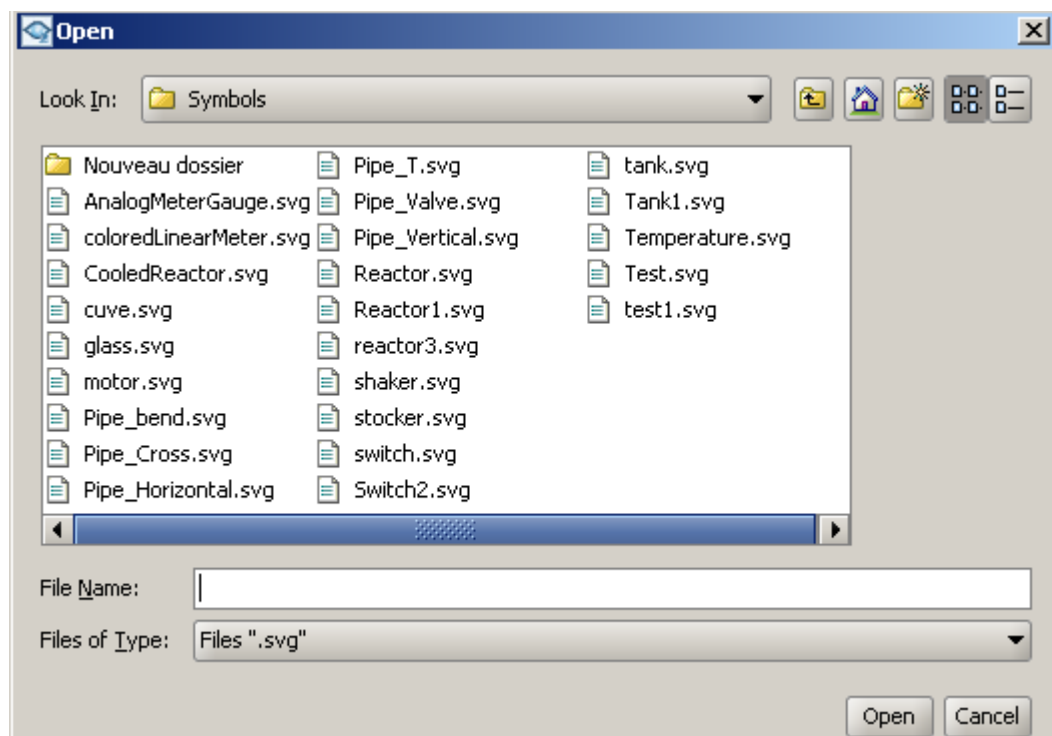 Open
Look In: Symbols
Nouveau dossier
AnalogMeterGauge.svg
coloredLinearMeter.svg
CooledReactor.svg
cuve.svg
glass.svg
motor.svg
Pipe_bend.svg
Pipe_Cross.svg
Pipe_Horizontal.svg
Pipe_T.svg
Pipe_Valve.svg
Pipe_Vertical.svg
Reactor.svg
Reactor1.svg
reactor3.svg
shaker.svg
stocker.svg
switch.svg
Switch2.svg
tank.svg
Tank1.svg
Temperature.svg
Test.svg
test1.svg
File Name:
Files of Type: Files ".svg"
Open Cancel